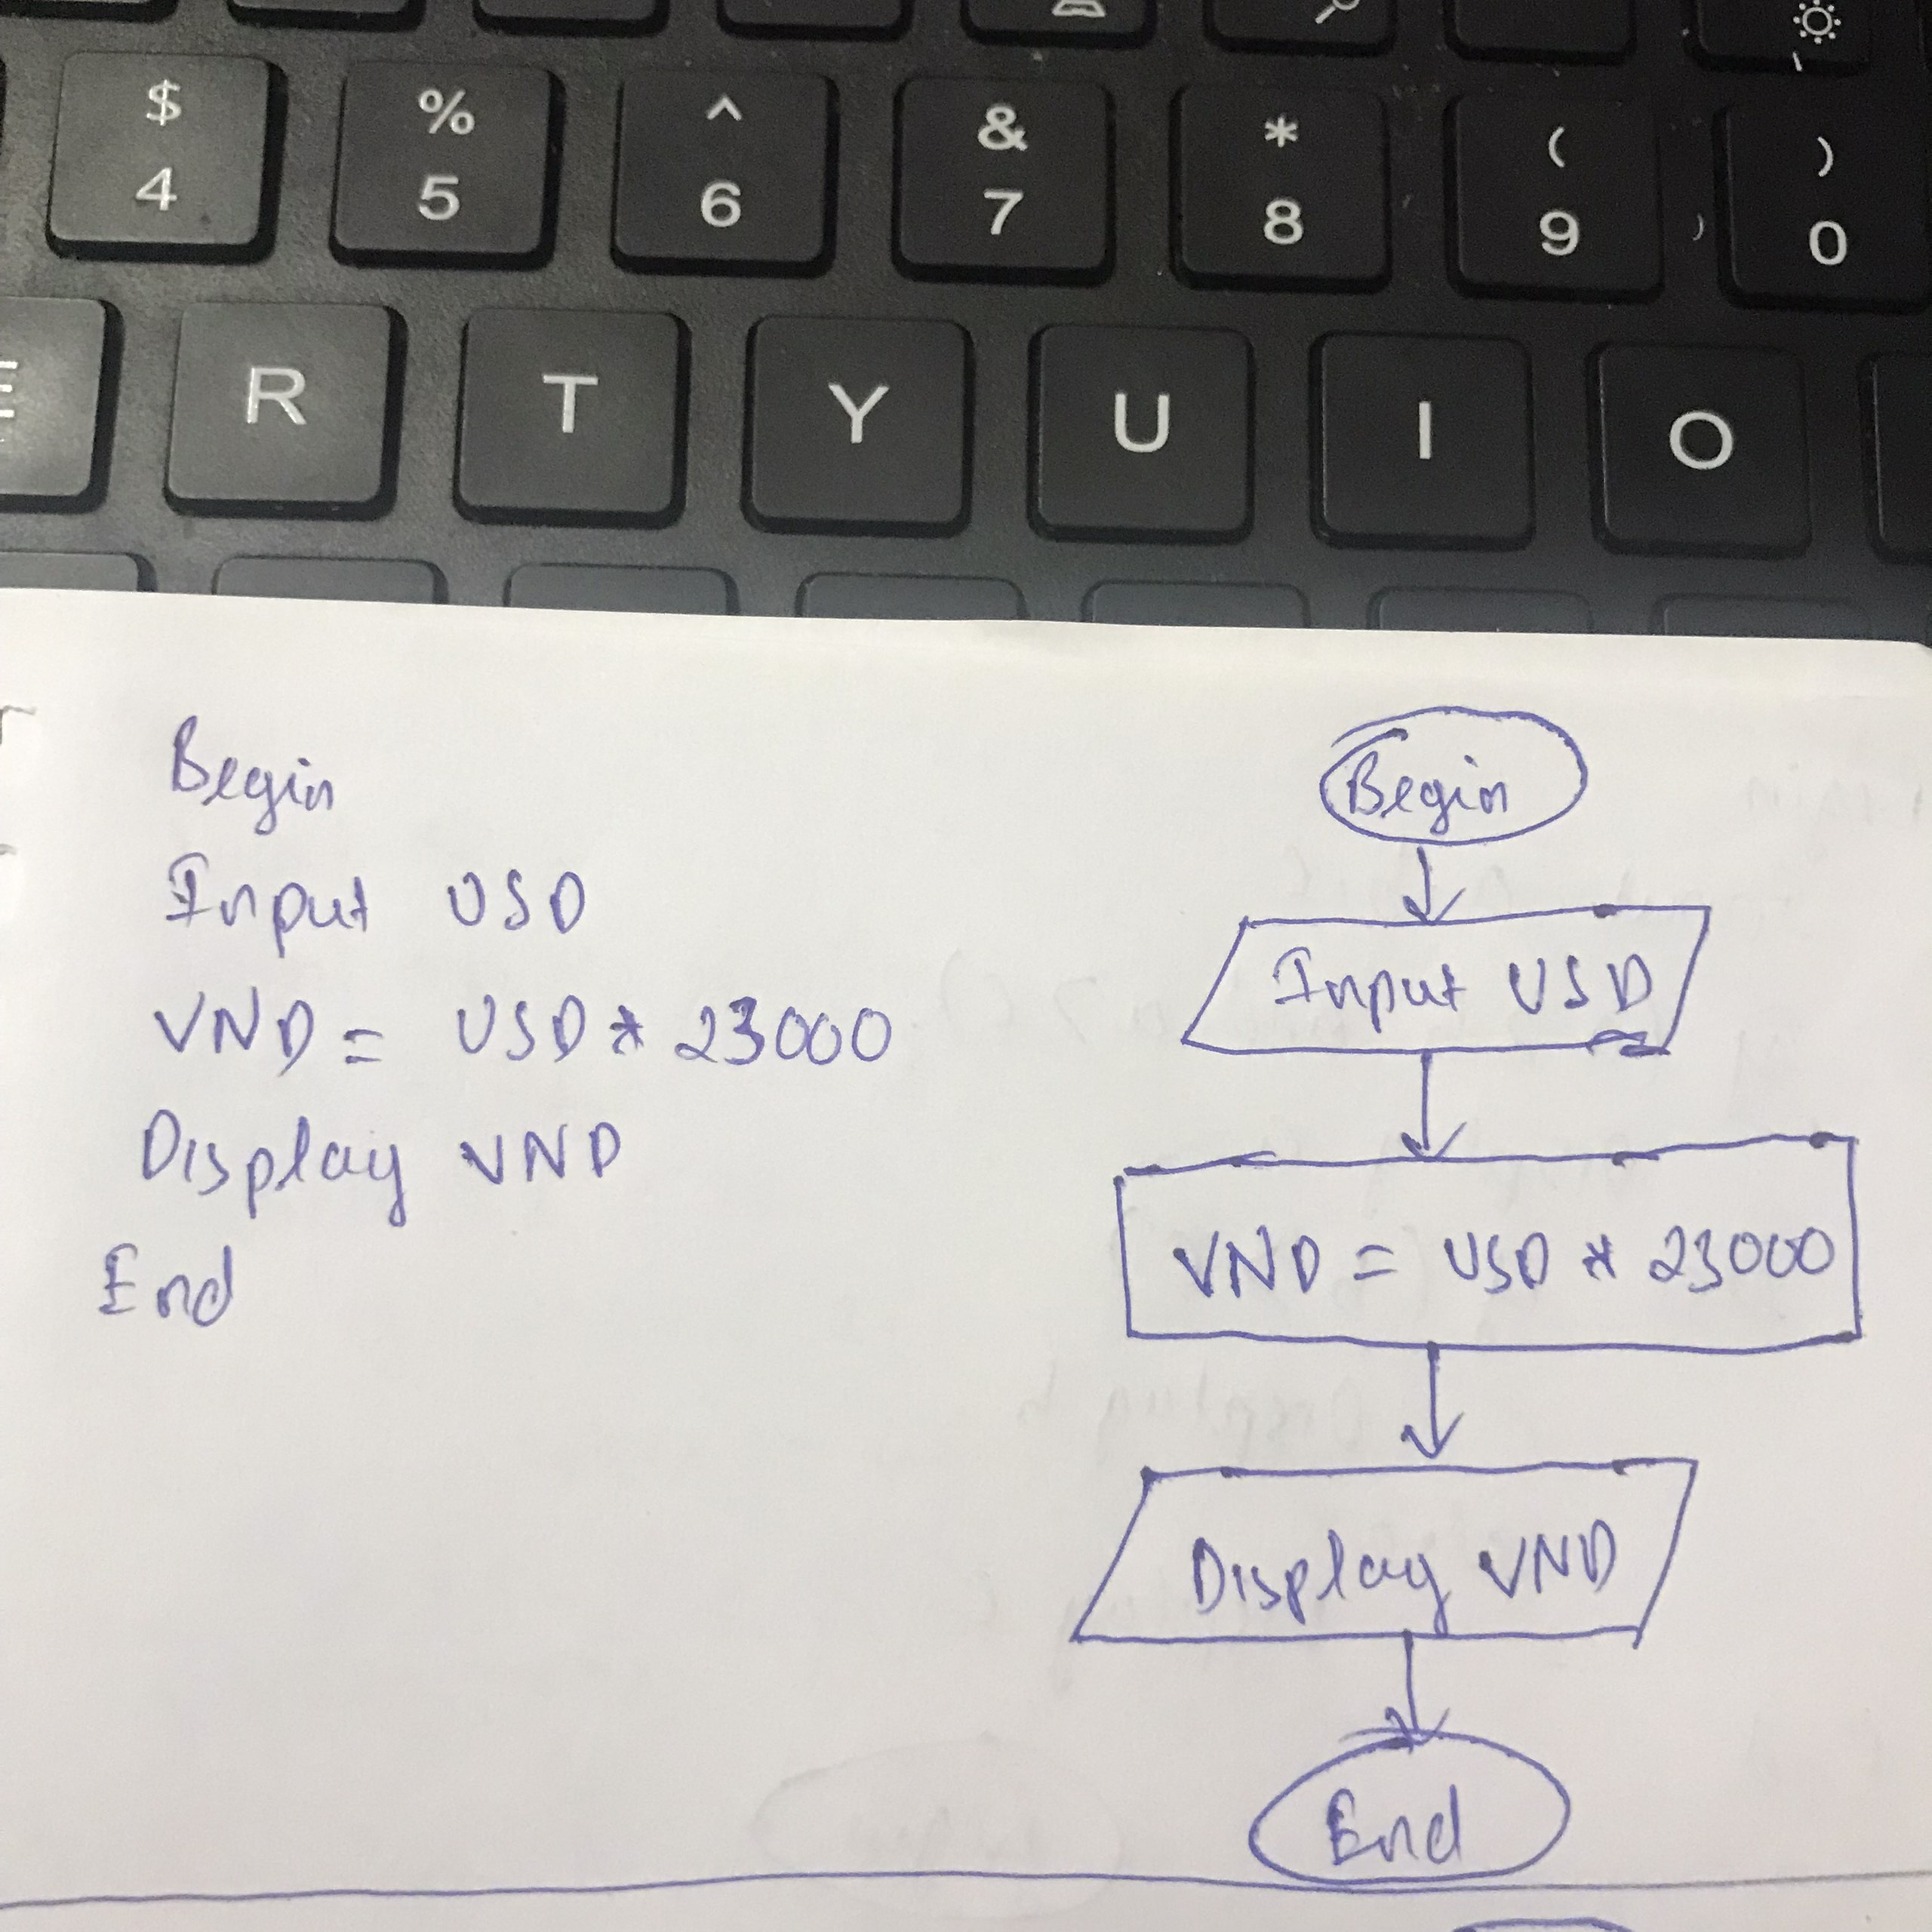 $ % ^ & * ( )
4 5 6 7 8 9 0
E R T Y U I O
Begin
Input USD
VND = USD * 23000
Display VND
End
Begin
Input USD
VND = USD * 23000
Display VND
End